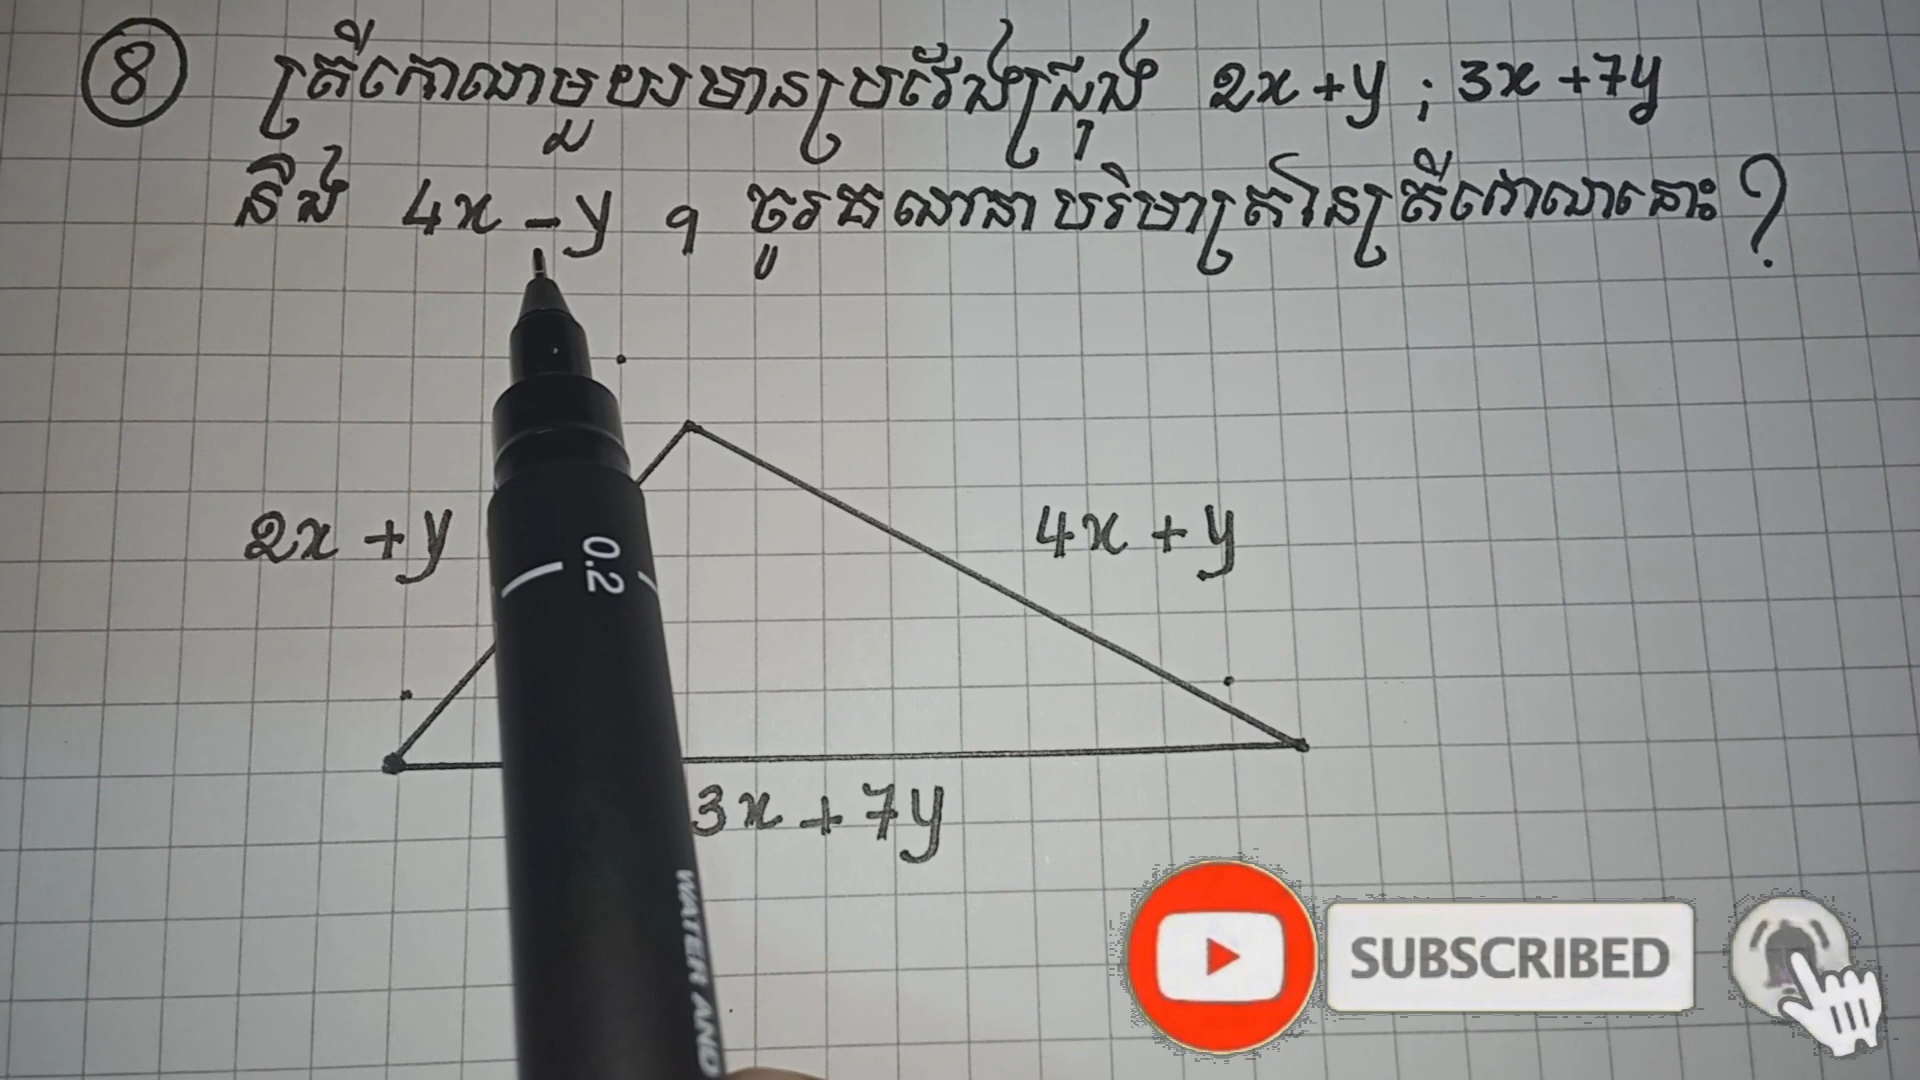 ⑧ ត្រីកោណមួយមានប្រវែងជ្រុង 2x+y ; 3x+7y
និង 4x-y ។ ចូរគណនាបរិមាត្រនៃត្រីកោណនោះ?
2x+y
4x+y
3x+7y
0.2
WATER AND
SUBSCRIBED